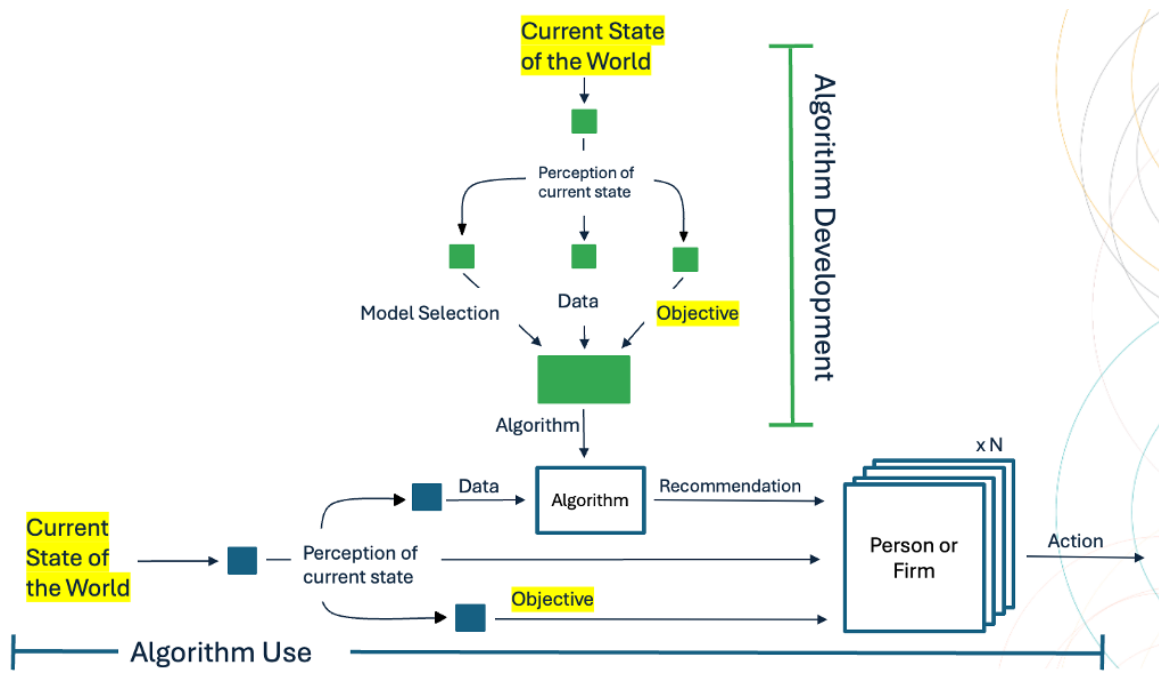 Current State
of the World
Algorithm Development
Perception of
current state
Model Selection
Data
Objective
Algorithm
x N
Data
Algorithm
Recommendation
Current
State of
the World
Perception of
current state
Person or
Firm
Action
Objective
Algorithm Use